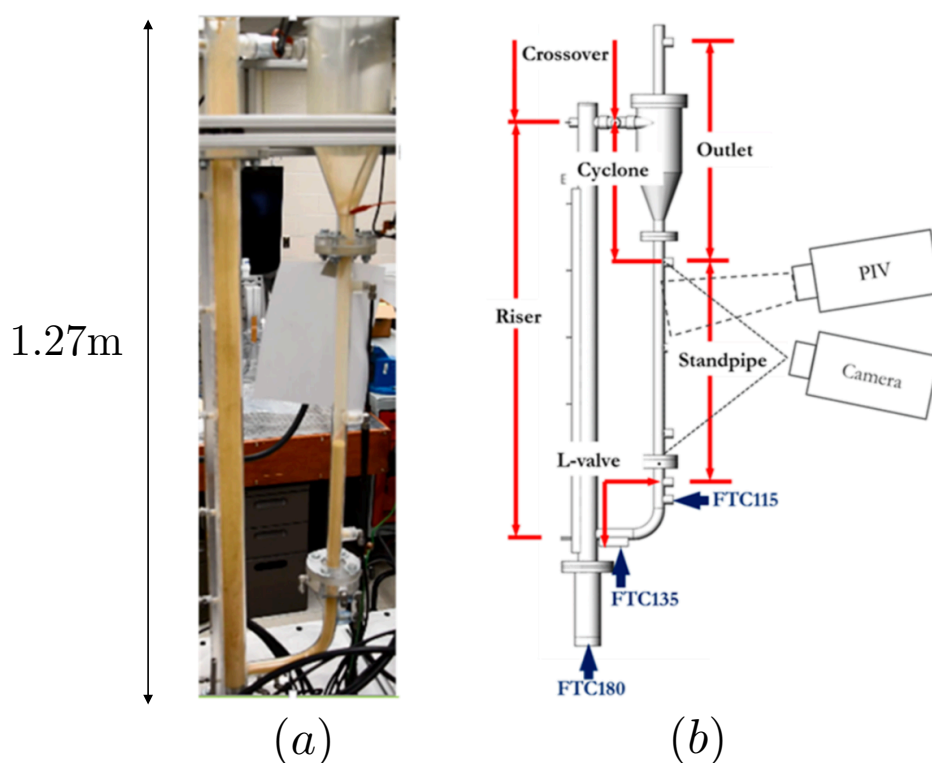 1.27m
Crossover
Cyclone
Outlet
Riser
PIV
Standpipe
Camera
L-valve
FTC115
FTC135
FTC180
(a)
(b)